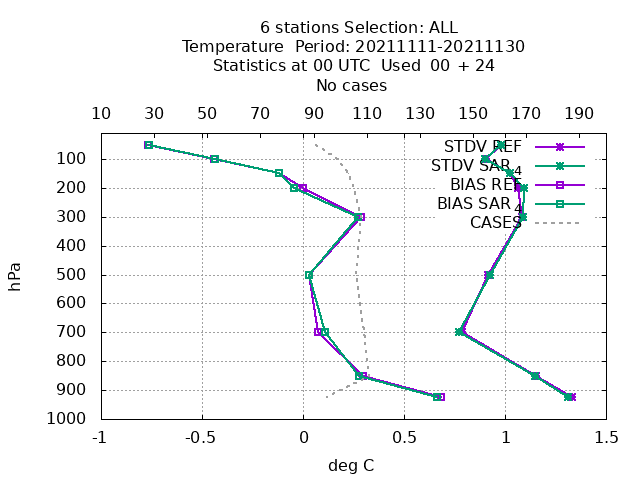 6 stations Selection: ALL
Temperature Period: 20211111-20211130
Statistics at 00 UTC Used 00 + 24
No cases
10 30 50 70 90 110 130 150 170 190
STDV REF
STDV SAR4
BIAS REF
BIAS SAR4
CASES
100
200
300
400
500
600
700
800
900
1000
hPa
-1 -0.5 0 0.5 1 1.5
deg C